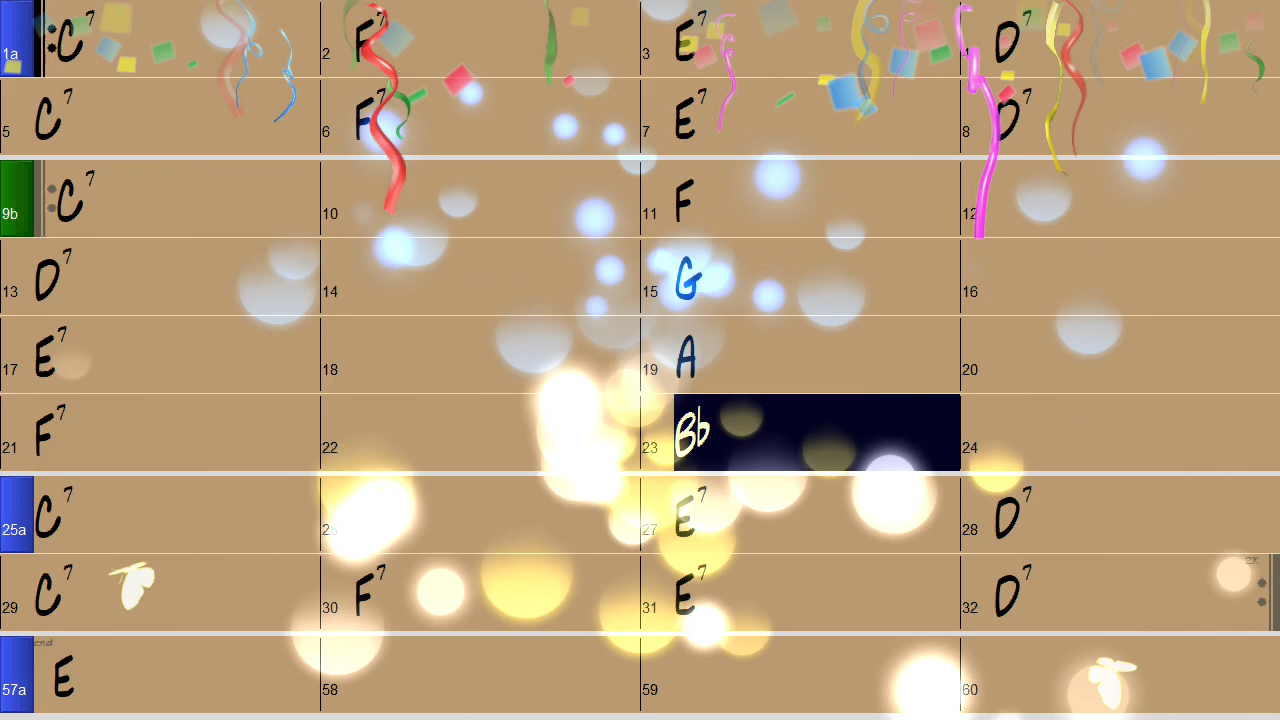 1a C7 2 F7 3 E7 4 D7
5 C7 6 F7 7 E7 8 D7
9b C7 10 11 F 12
13 D7 14 15 G 16
17 E7 18 19 A 20
21 F7 22 23 Bb 24
25a C7 26 27 E7 28 D7
2x
29 C7 30 F7 31 E7 32 D7
end
57a E 58 59 60